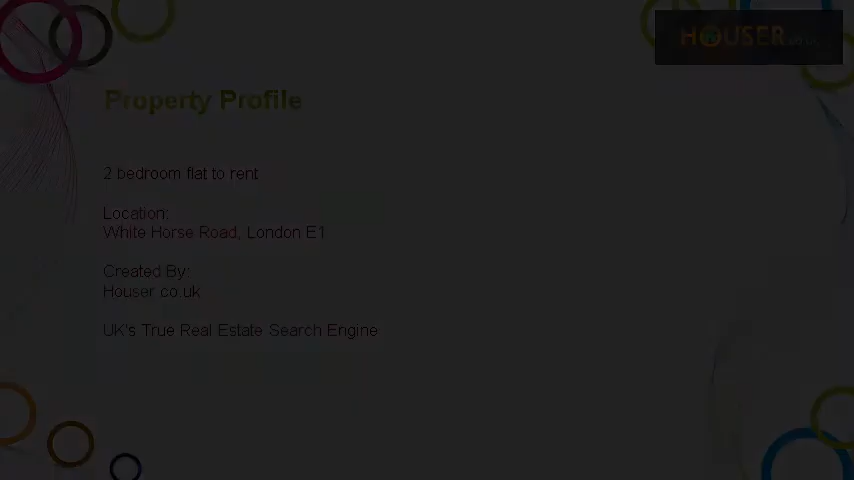 HOUSER.co.uk
Property Profile
2 bedroom flat to rent
Location:
White Horse Road, London E1
Created By:
Houser.co.uk
UK's True Real Estate Search Engine